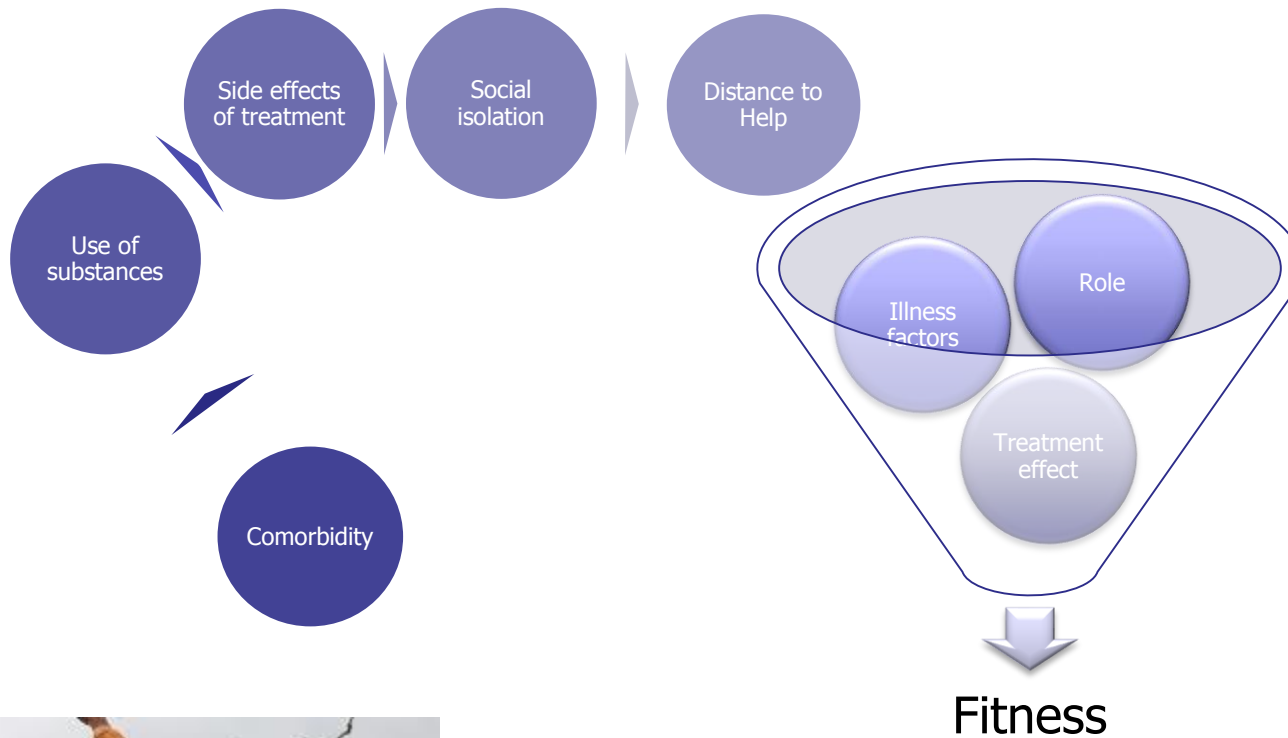 Side effects
of treatment
Social
isolation
Distance to
Help
Use of
substances
Comorbidity
Role
Illness
factors
Treatment
effect
Fitness